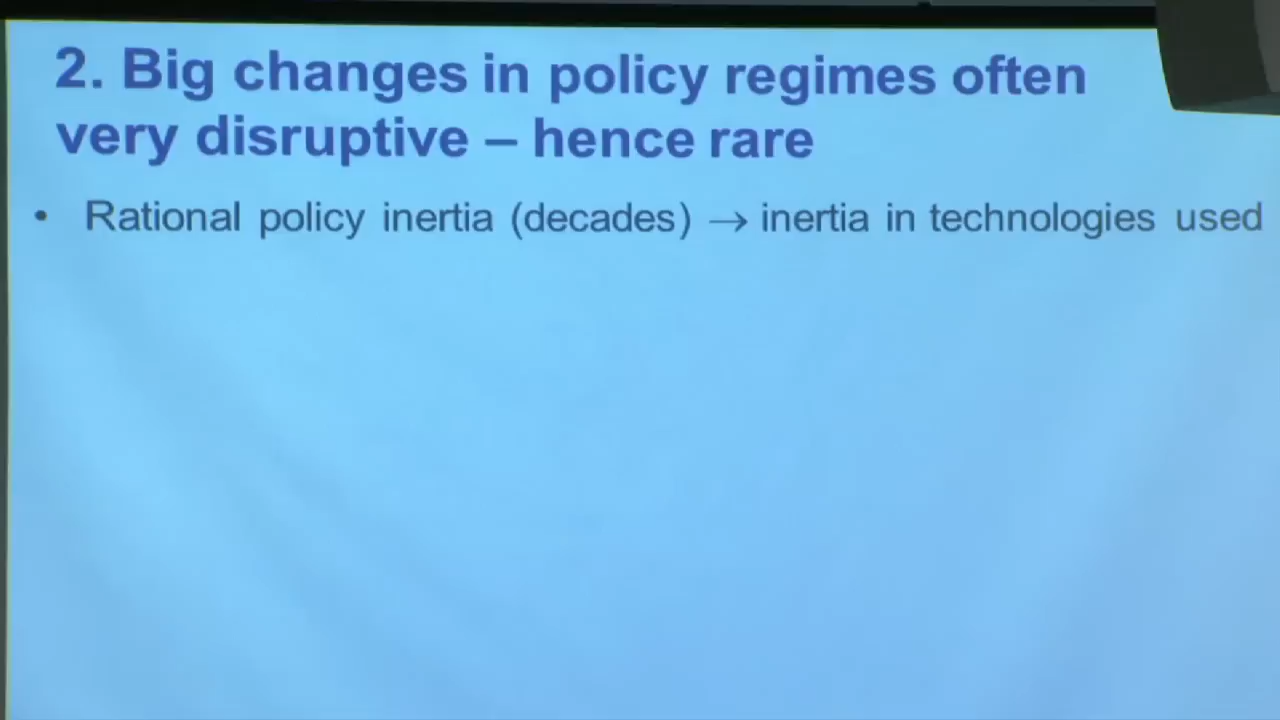 2. Big changes in policy regimes often
very disruptive – hence rare
• Rational policy inertia (decades) → inertia in technologies used